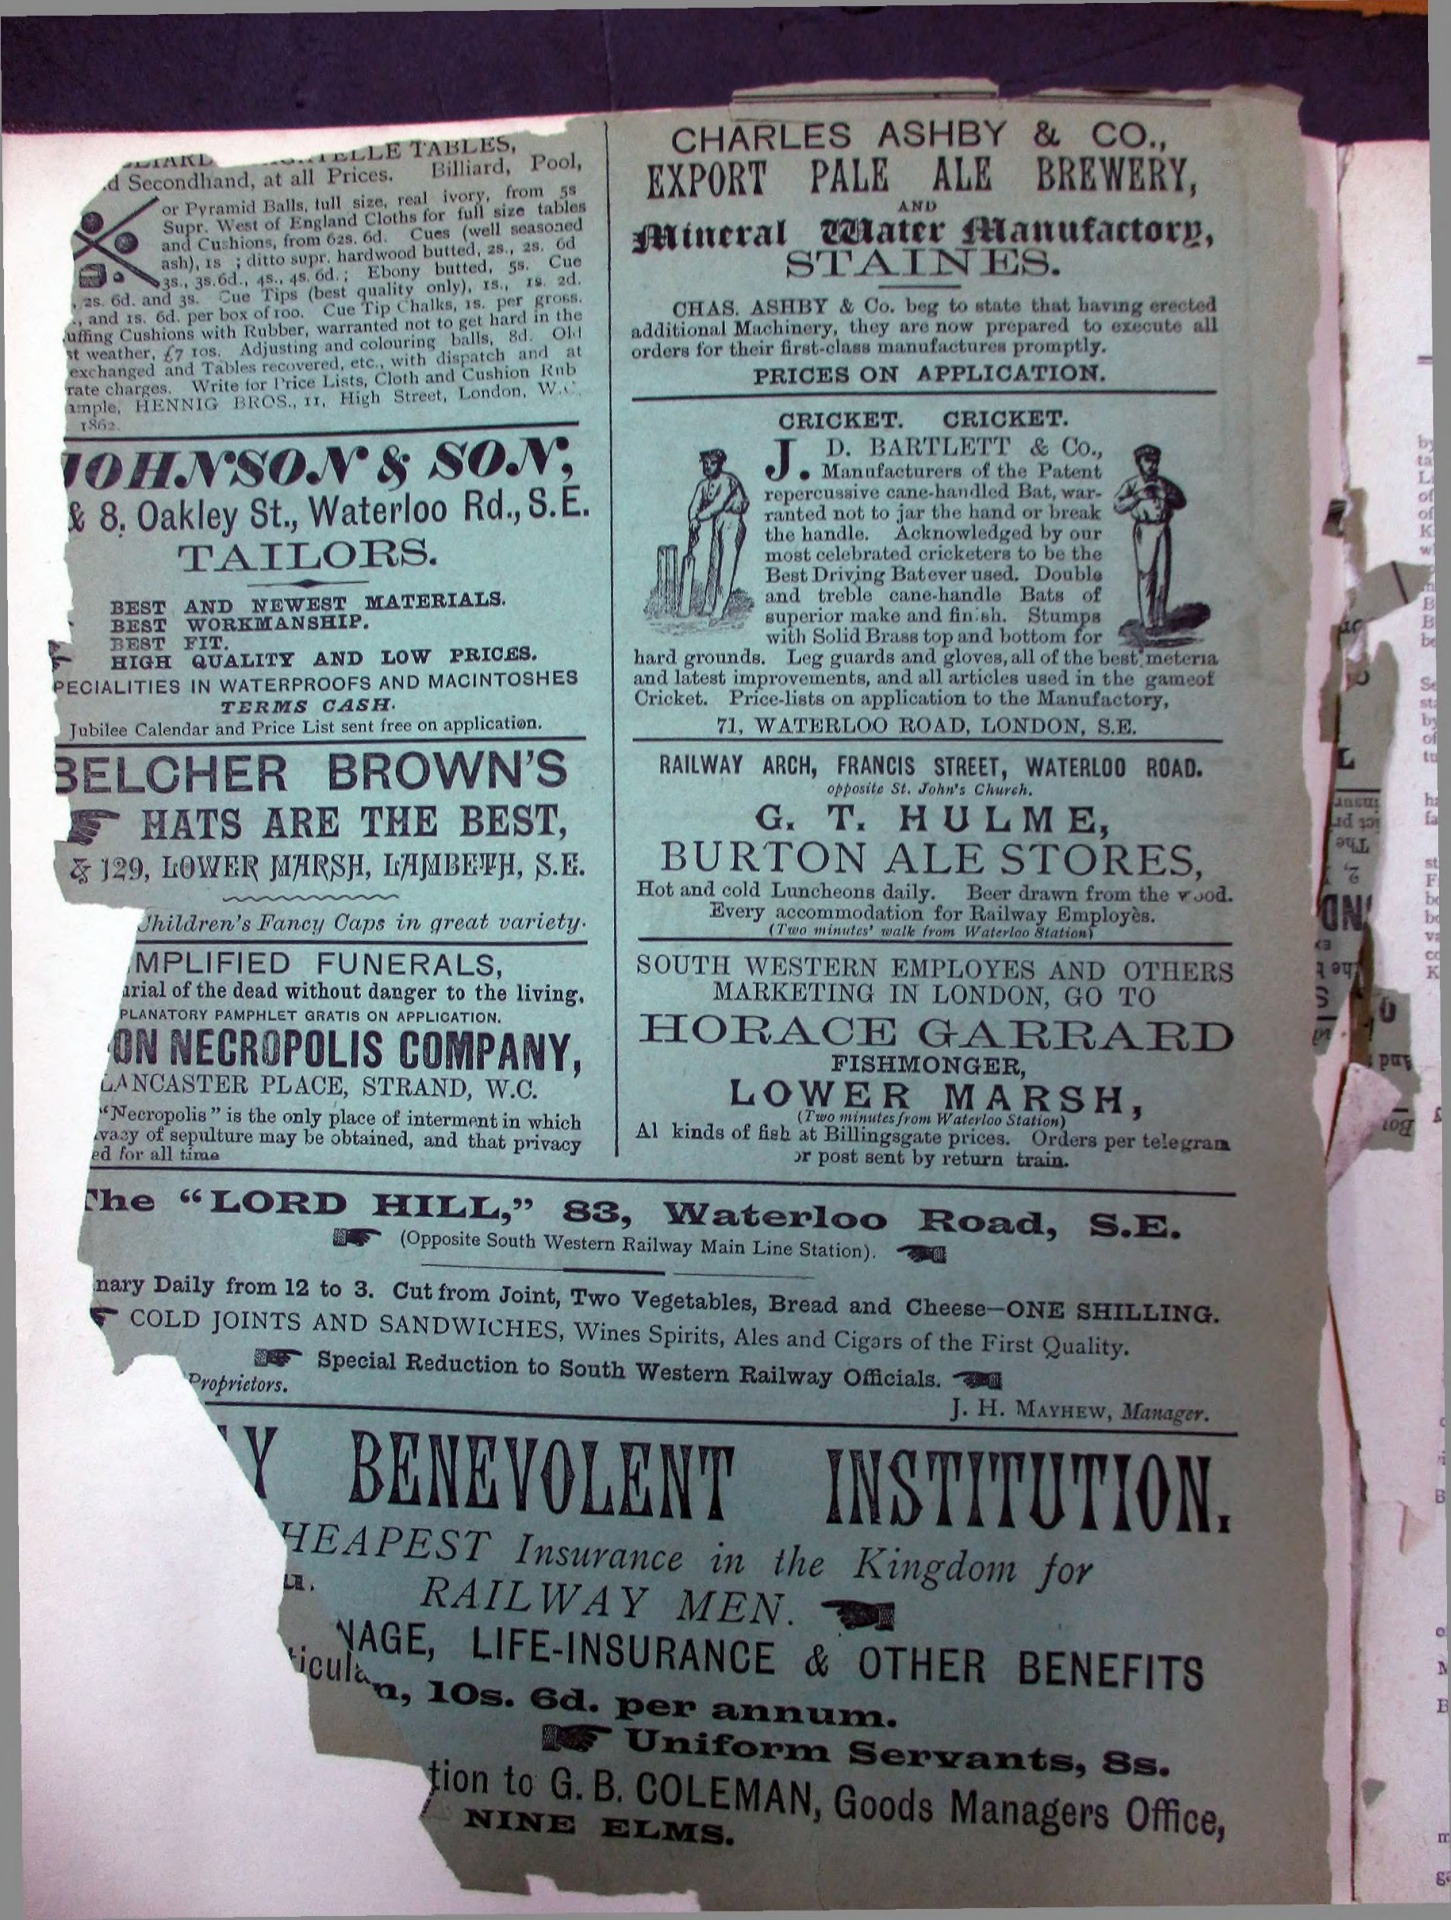 TABLES,
Secondhand, at all Prices. Billiard, Pool,
or Pyramid Balls, full size, real ivory, from 5s
Supr. West of England Cloths for full size tables
and Cushions, from 62s. 6d. Cues (well seasoned
ash), 1s ; ditto supr. hardwood butted, 2s., 2s. 6d
3s., 3s. 6d., 4s., 4s. 6d. ; Ebony butted, 5s. Cue
2s. 6d. and 3s. Cue Tips (best quality only), 1s., 1s. 2d.
and 1s. 6d. per box of 100. Cue Tip Chalks, 1s. per gross.
uffing Cushions with Rubber, warranted not to get hard in the
st weather, £7 10s. Adjusting and colouring balls, 8d. Old
exchanged and Tables recovered, etc., with dispatch and at
rate charges. Write for Price Lists, Cloth and Cushion Rub
ample, HENNIG BROS., 11, High Street, London, W.C.
1862.
JOHNSON & SON,
& 8, Oakley St., Waterloo Rd., S.E.
TAILORS.
BEST AND NEWEST MATERIALS.
BEST WORKMANSHIP.
BEST FIT.
HIGH QUALITY AND LOW PRICES.
PECIALITIES IN WATERPROOFS AND MACINTOSHES
TERMS CASH.
Jubilee Calendar and Price List sent free on application.
BELCHER BROWN'S
HATS ARE THE BEST,
& 129, LOWER MARSH, LAMBETH, S.E.
Children's Fancy Caps in great variety.
MPLIFIED FUNERALS,
urial of the dead without danger to the living,
PLANATORY PAMPHLET GRATIS ON APPLICATION.
ON NECROPOLIS COMPANY,
LANCASTER PLACE, STRAND, W.C.
"Necropolis" is the only place of interment in which
vacy of sepulture may be obtained, and that privacy
ed for all time
CHARLES ASHBY & CO.,
EXPORT PALE ALE BREWERY,
AND
Mineral Water Manufactory,
STAINES.
CHAS. ASHBY & Co. beg to state that having erected
additional Machinery, they are now prepared to execute all
orders for their first-class manufactures promptly.
PRICES ON APPLICATION.
CRICKET. CRICKET.
J. D. BARTLETT & Co.,
Manufacturers of the Patent
repercussive cane-handled Bat, war-
ranted not to jar the hand or break
the handle. Acknowledged by our
most celebrated cricketers to be the
Best Driving Bat ever used. Double
and treble cane-handle Bats of
superior make and finish. Stumps
with Solid Brass top and bottom for
hard grounds. Leg guards and gloves, all of the best meteria
and latest improvements, and all articles used in the gameof
Cricket. Price-lists on application to the Manufactory,
71, WATERLOO ROAD, LONDON, S.E.
RAILWAY ARCH, FRANCIS STREET, WATERLOO ROAD.
opposite St. John's Church.
G. T. HULME,
BURTON ALE STORES,
Hot and cold Luncheons daily. Beer drawn from the wood.
Every accommodation for Railway Employès.
(Two minutes' walk from Waterloo Station)
SOUTH WESTERN EMPLOYES AND OTHERS
MARKETING IN LONDON, GO TO
HORACE GARRARD
FISHMONGER,
LOWER MARSH,
(Two minutes from Waterloo Station)
Al kinds of fish at Billingsgate prices. Orders per telegram
or post sent by return train.
The "LORD HILL," 83, Waterloo Road, S.E.
(Opposite South Western Railway Main Line Station).
nary Daily from 12 to 3. Cut from Joint, Two Vegetables, Bread and Cheese—ONE SHILLING.
COLD JOINTS AND SANDWICHES, Wines Spirits, Ales and Cigars of the First Quality.
Special Reduction to South Western Railway Officials.
Proprietors.
J. H. MAYHEW, Manager.
Y BENEVOLENT INSTITUTION.
HEAPEST Insurance in the Kingdom for
RAILWAY MEN.
NAGE, LIFE-INSURANCE & OTHER BENEFITS
n, 10s. 6d. per annum.
Uniform Servants, 8s.
tion to G. B. COLEMAN, Goods Managers Office,
NINE ELMS.